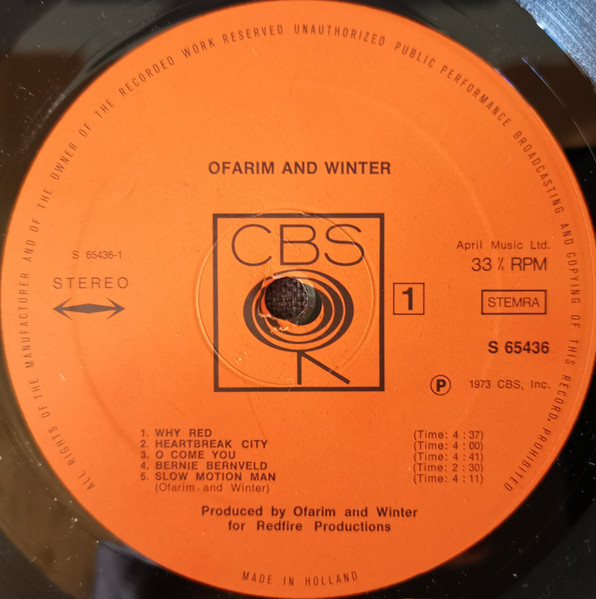 ALL RIGHTS OF THE MANUFACTURER AND OF THE OWNER OF THE RECORDED WORK RESERVED UNAUTHORIZED PUBLIC PERFORMANCE BROADCASTING AND COPYING OF THIS RECORD PROHIBITED
OFARIM AND WINTER
CBS
S 65436-1
STEREO
1
April Music Ltd.
33 ⅓ RPM
STEMRA
S 65436
Ⓟ 1973 CBS, Inc.
1. WHY RED (Time: 4 : 37)
2. HEARTBREAK CITY (Time: 4 : 00)
3. O COME YOU (Time: 4 : 41)
4. BERNIE BERNVELD (Time: 2 : 30)
5. SLOW MOTION MAN (Time: 4 : 11)
(Ofarim and Winter)
Produced by Ofarim and Winter
for Redfire Productions
MADE IN HOLLAND